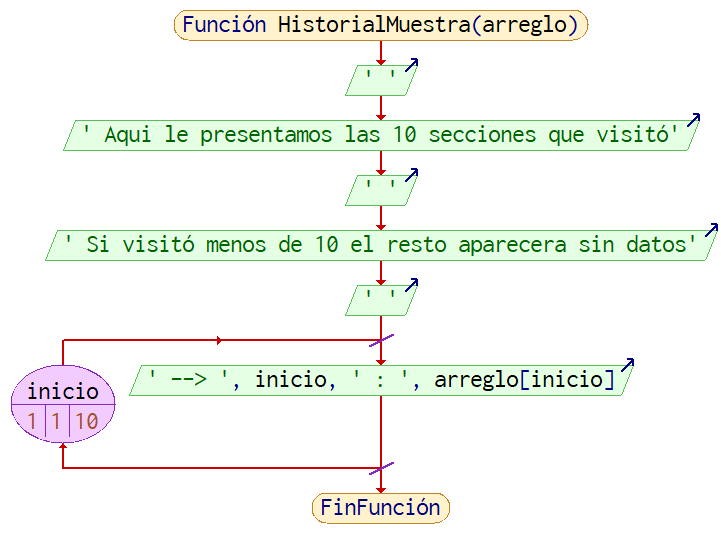 Función HistorialMuestra(arreglo)
' '
' Aqui le presentamos las 10 secciones que visitó'
' '
' Si visitó menos de 10 el resto aparecera sin datos'
' '
' --> ', inicio, ' : ', arreglo[inicio]
inicio
1 1 10
FinFunción